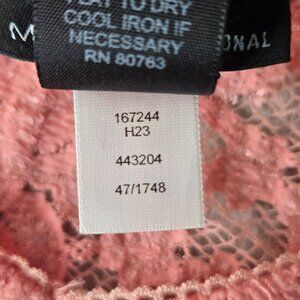 FLAT TO DRY
COOL IRON IF
NECESSARY
RN 80763
M
ONAL
167244
H23
443204
47/1748